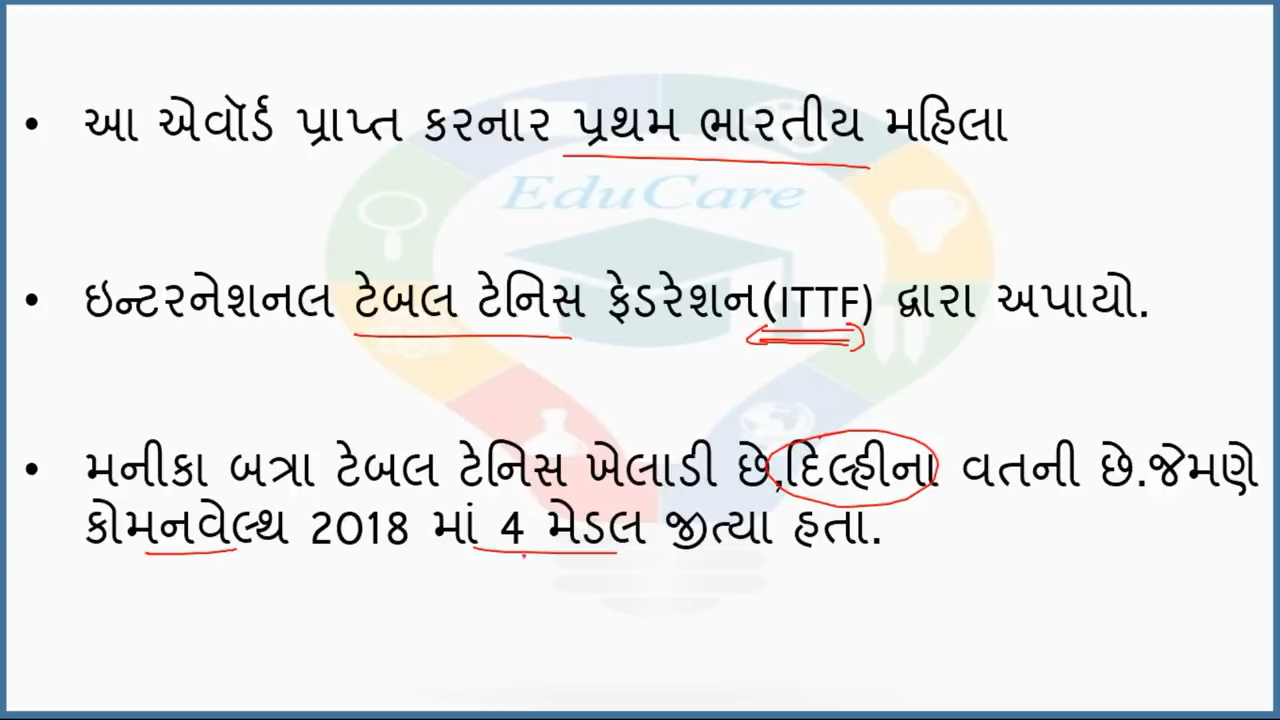 • આ એવૉર્ડ પ્રાપ્ત કરનાર પ્રથમ ભારતીય મહિલા
EduCare
• ઇન્ટરનેશનલ ટેબલ ટેનિસ ફેડરેશન(ITTF) દ્વારા અપાયો.
• મનીકા બત્રા ટેબલ ટેનિસ ખેલાડી છે,દિલ્હીના વતની છે.જેમણે
કોમનવેલ્થ 2018 માં 4 મેડલ જીત્યા હતા.